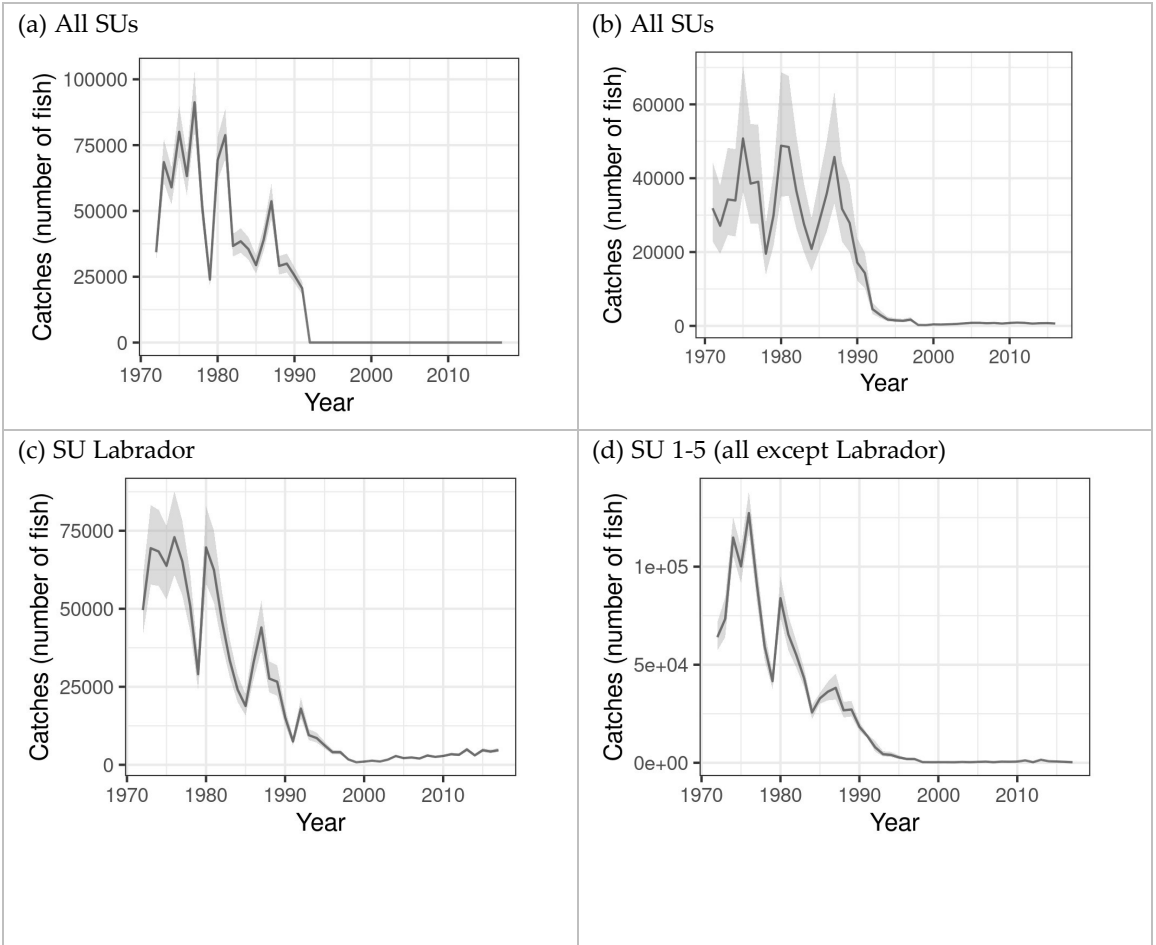 (a) All SUs
Catches (number of fish)
100000
75000
50000
25000
0
1970 1980 1990 2000 2010
Year
(b) All SUs
Catches (number of fish)
60000
40000
20000
0
1970 1980 1990 2000 2010
Year
(c) SU Labrador
Catches (number of fish)
75000
50000
25000
0
1970 1980 1990 2000 2010
Year
(d) SU 1-5 (all except Labrador)
Catches (number of fish)
1e+05
5e+04
0e+00
1970 1980 1990 2000 2010
Year